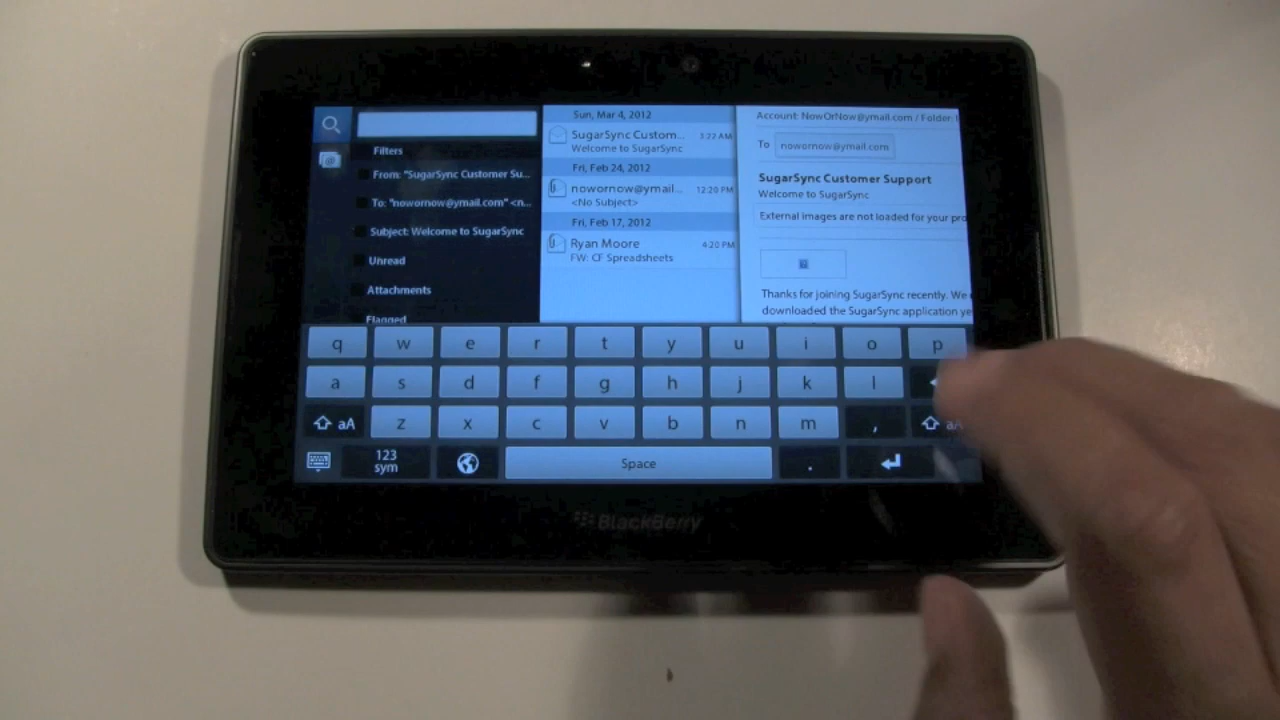 Filters
From: "SugarSync Customer Su...
To: "nowornow@ymail.com" <n...
Subject: Welcome to SugarSync
Unread
Attachments
Flagged
Sun, Mar 4, 2012
SugarSync Custom... 3:22 AM
Welcome to SugarSync
Fri, Feb 24, 2012
nowornow@ymail... 12:20 PM
<No Subject>
Fri, Feb 17, 2012
Ryan Moore 4:20 PM
FW: CF Spreadsheets
Account: NowOrNow@ymail.com / Folder:
To nowornow@ymail.com
SugarSync Customer Support
Welcome to SugarSync
External images are not loaded for your pro
Thanks for joining SugarSync recently. We
downloaded the SugarSync application ye
q w e r t y u i o p
a s d f g h j k l
aA z x c v b n m , aA
123
sym
Space .
BlackBerry